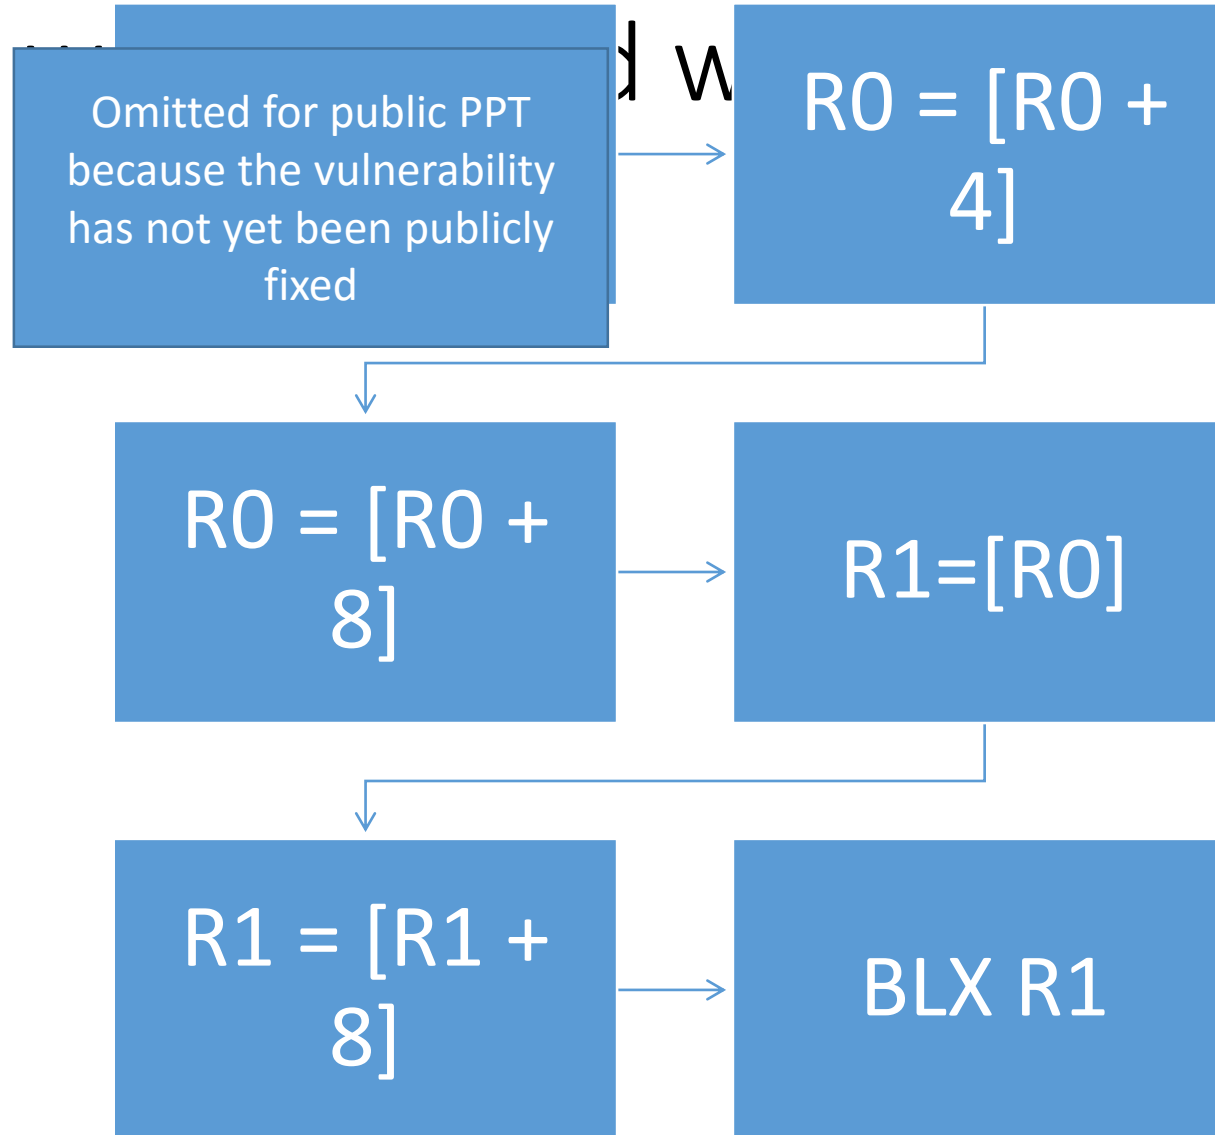 Omitted for public PPT
because the vulnerability
has not yet been publicly
fixed
R0 = [R0 +
4]
R0 = [R0 +
8]
R1=[R0]
R1 = [R1 +
8]
BLX R1